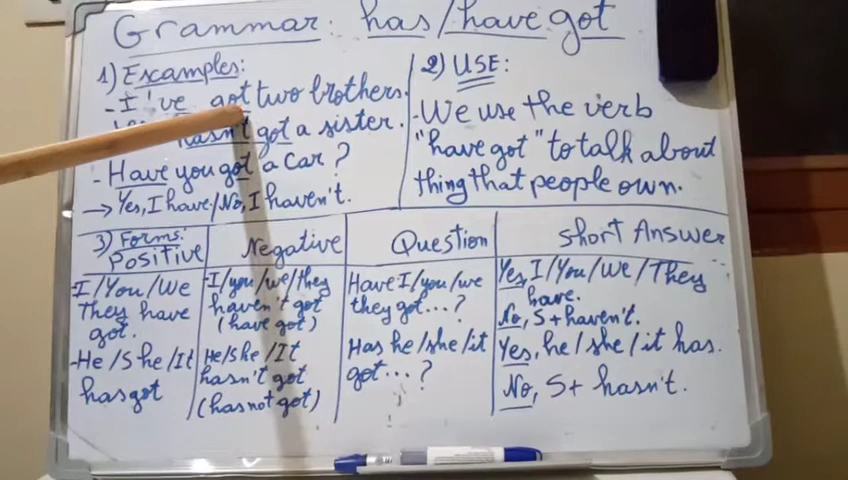 Grammar: has/have got
1) Examples:
- I've got two brothers.
hasn't got a sister.
- Have you got a car?
→ Yes, I have/No, I haven't.
2) USE:
-We use the verb
"have got" to talk about
thing that people own.
3) Forms:
Positive
-I/You/We
They have
got.
-He/She/It
has got
Negative
-I/you/we/they
haven't got
(have got)
He/She/It
hasn't got
(has not got)
Question
Have I/you/we
they got...?
Has he/she/it
got...?
Short Answer
Yes, I/You/We/They
have.
No, S+haven't.
Yes, he/she/it has.
No, S+ hasn't.